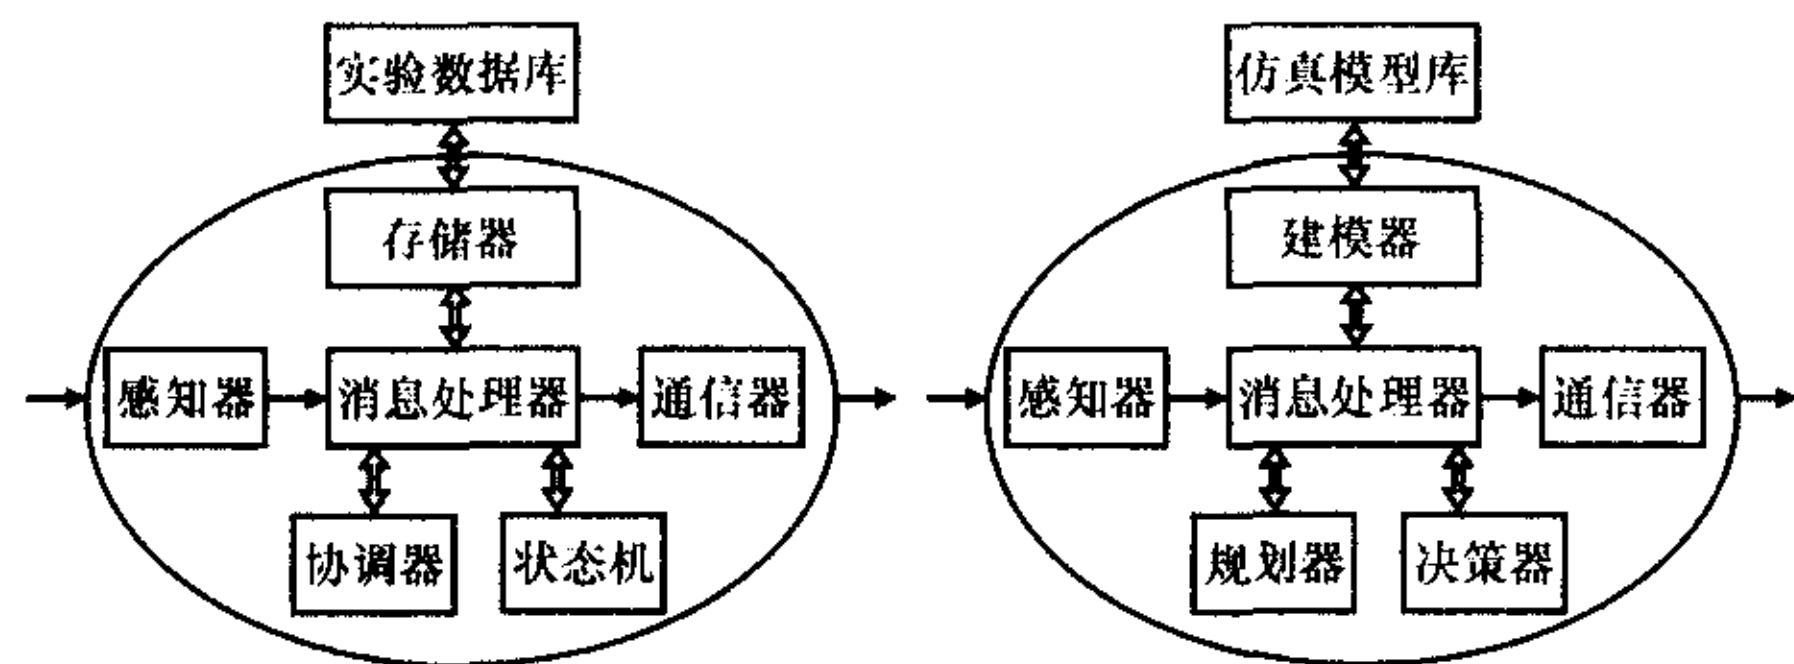 实验数据库
仿真模型库
存储器
建模器
感知器
消息处理器
通信器
感知器
消息处理器
通信器
协调器
状态机
规划器
决策器